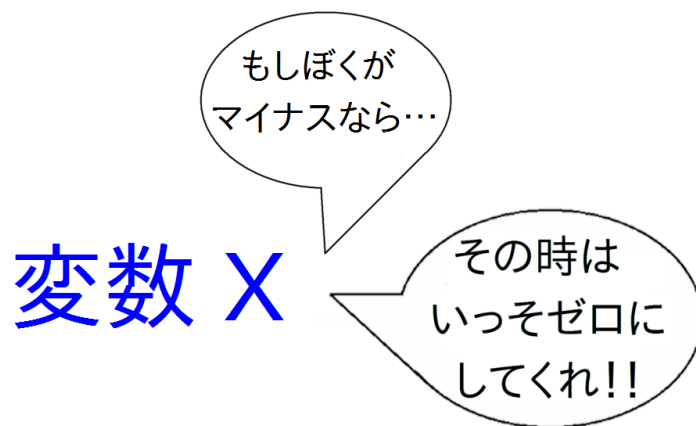 もしぼくが
マイナスなら…
変数 X
その時は
いっそゼロに
してくれ!!